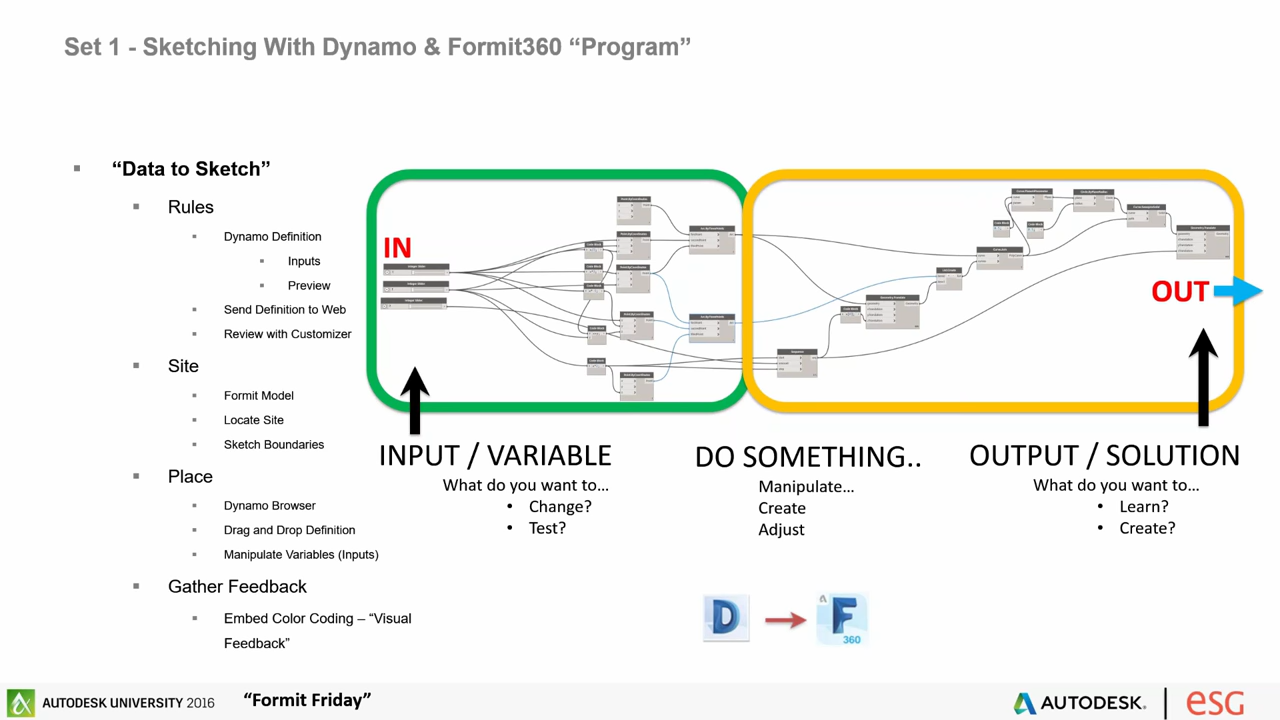 Set 1 - Sketching With Dynamo & Formit360 “Program”
“Data to Sketch”
Rules
Dynamo Definition
Inputs
Preview
Send Definition to Web
Review with Customizer
Site
Formit Model
Locate Site
Sketch Boundaries
Place
Dynamo Browser
Drag and Drop Definition
Manipulate Variables (Inputs)
Gather Feedback
Embed Color Coding – “Visual
Feedback”
IN
OUT
INPUT / VARIABLE
What do you want to...
Change?
Test?
DO SOMETHING..
Manipulate...
Create
Adjust
OUTPUT / SOLUTION
What do you want to...
Learn?
Create?
D
F
360
AUTODESK UNIVERSITY 2016
“Formit Friday”
AUTODESK.
esg